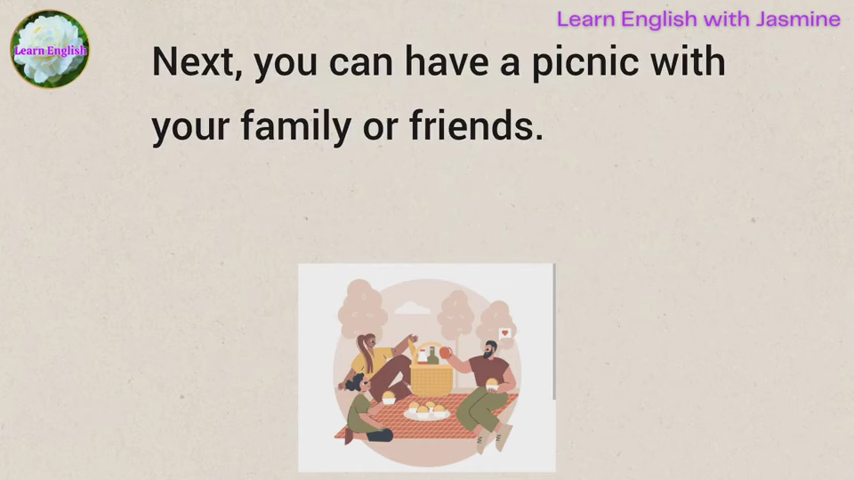 Learn English with Jasmine
Learn English
Next, you can have a picnic with
your family or friends.